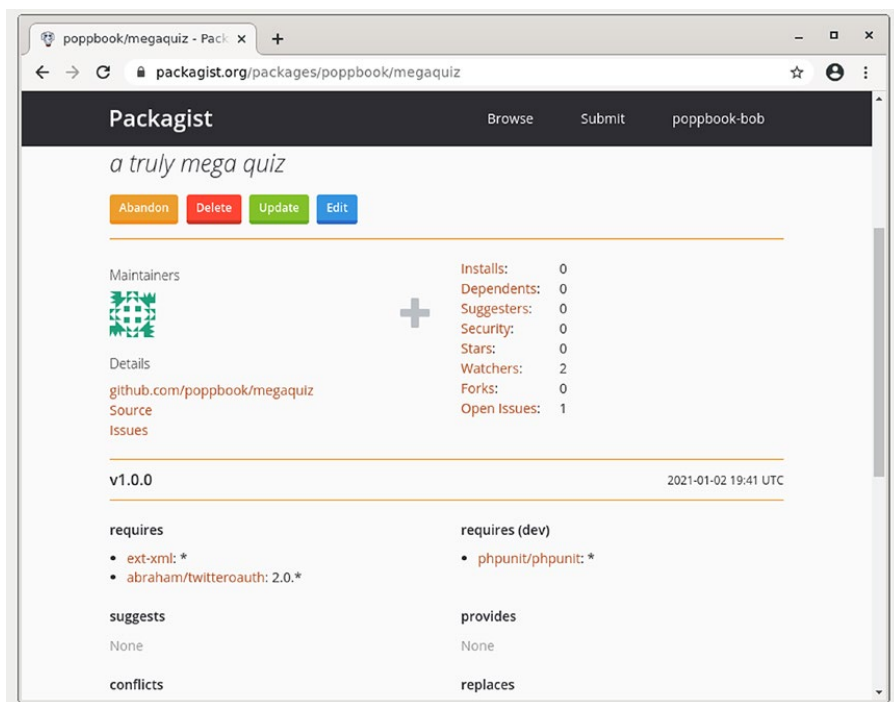 poppbook/megaquiz - Pack
packagist.org/packages/poppbook/megaquiz
Packagist
Browse
Submit
poppbook-bob
a truly mega quiz
Abandon
Delete
Update
Edit
Maintainers
Details
github.com/poppbook/megaquiz
Source
Issues
Installs: 0
Dependents: 0
Suggesters: 0
Security: 0
Stars: 0
Watchers: 2
Forks: 0
Open Issues: 1
v1.0.0
2021-01-02 19:41 UTC
requires
• ext-xml: *
• abraham/twitteroauth: 2.0.*
requires (dev)
• phpunit/phpunit: *
suggests
None
provides
None
conflicts
replaces